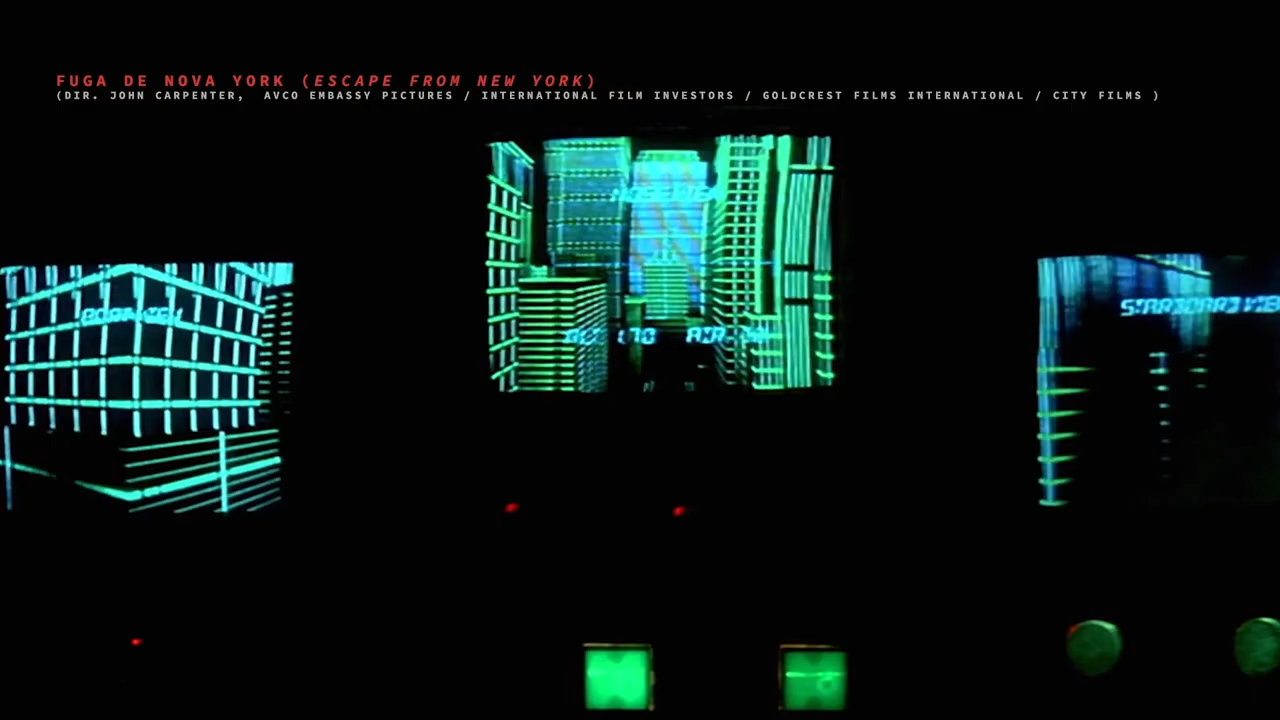 FUGA DE NOVA YORK (ESCAPE FROM NEW YORK)
(DIR. JOHN CARPENTER, AVCO EMBASSY PICTURES / INTERNATIONAL FILM INVESTORS / GOLDCREST FILMS INTERNATIONAL / CITY FILMS )